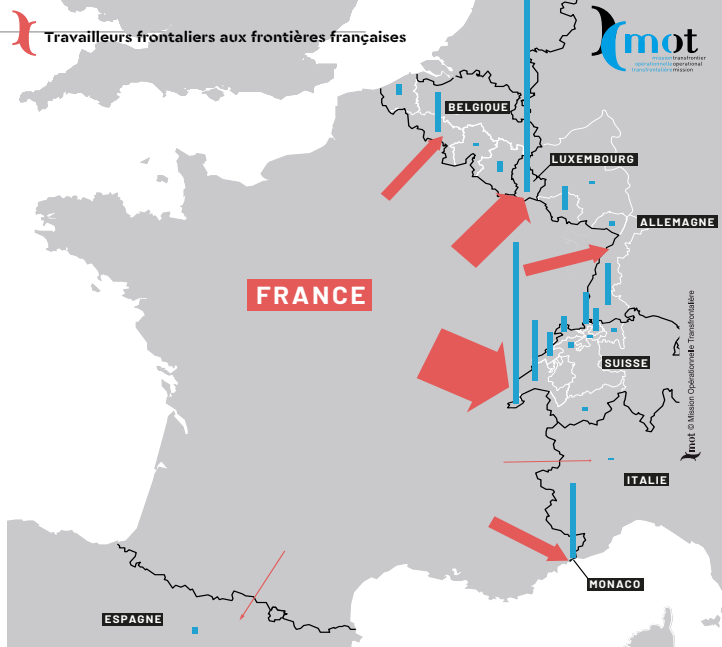 Travailleurs frontaliers aux frontières françaises
mot
missiontransfrontier
opérationnelleoperational
transfrontalièremission
BELGIQUE
LUXEMBOURG
ALLEMAGNE
FRANCE
SUISSE
ITALIE
MONACO
ESPAGNE
mot © Mission Opérationnelle Transfrontalière